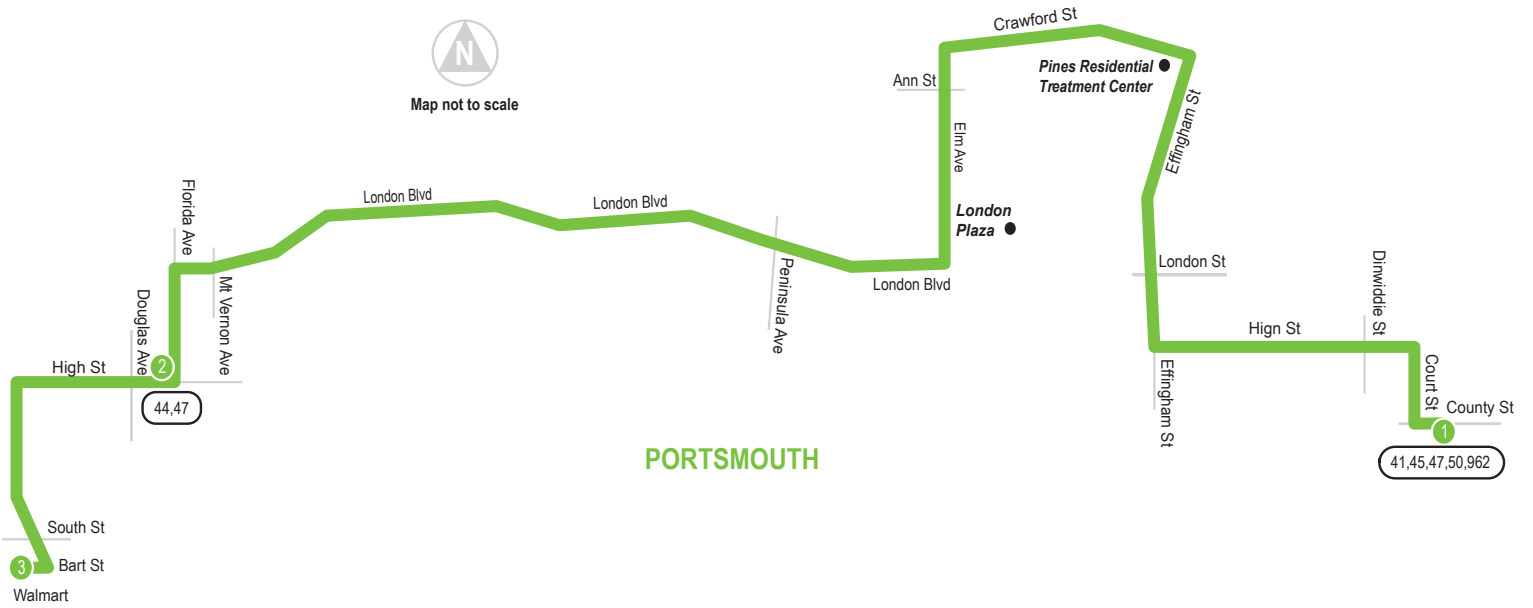 Crawford St
N
Pines Residential
Treatment Center
Ann St
Map not to scale
Effingham St
Elm Ave
Florida Ave
London Blvd
London Blvd
London
Plaza
Peninsula Ave
London St
Dinwiddie St
Mt Vernon Ave
London Blvd
Douglas Ave
Hign St
High St
2
Effingham St
Court St
44,47
County St
1
PORTSMOUTH
41,45,47,50,962
South St
3
Bart St
Walmart